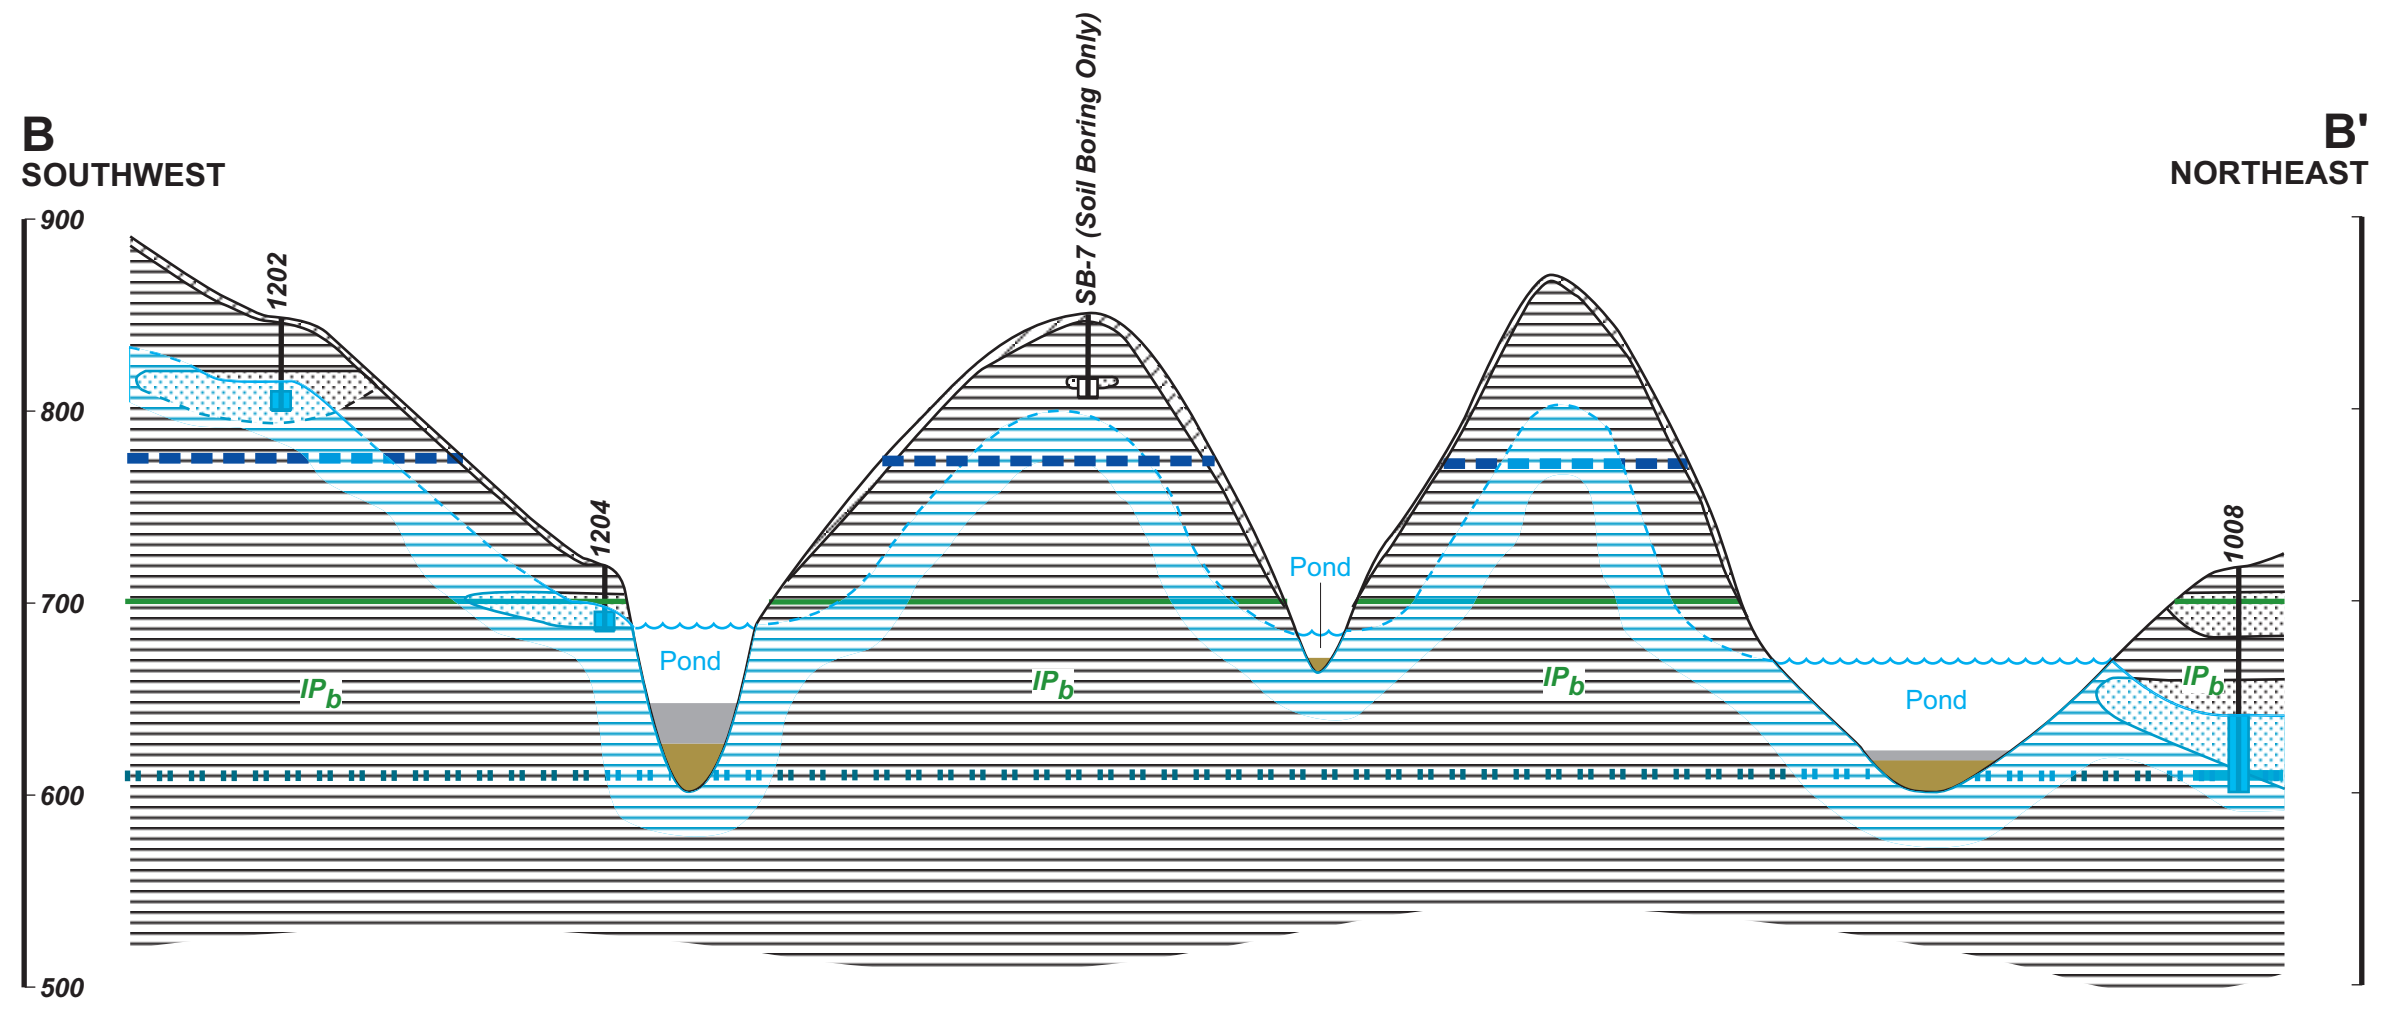 SB-7 (Soil Boring Only)
B
SOUTHWEST
B'
NORTHEAST
900
1202
800
1204
1008
Pond
700
Pond
IPb
IPb
IPb
IPb
Pond
600
500